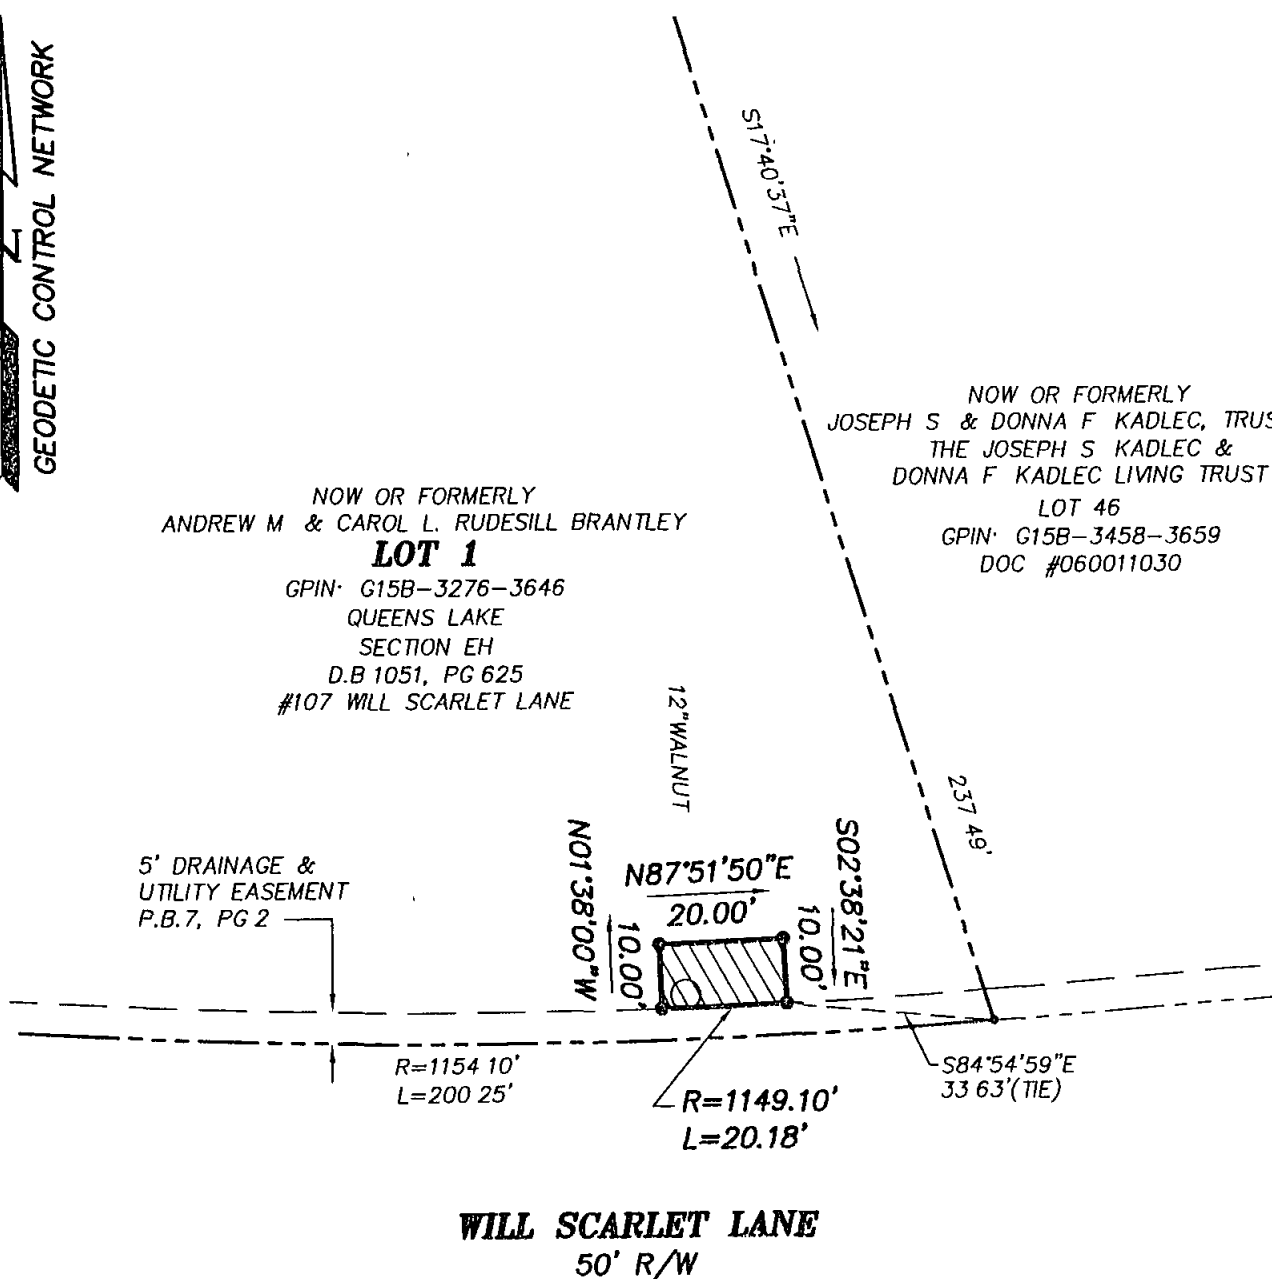 GEODETIC CONTROL NETWORK
S17°40'37"E
NOW OR FORMERLY
JOSEPH S & DONNA F KADLEC, TRUS
THE JOSEPH S KADLEC &
DONNA F KADLEC LIVING TRUST
LOT 46
GPIN· G15B-3458-3659
DOC #060011030
NOW OR FORMERLY
ANDREW M & CAROL L. RUDESILL BRANTLEY
LOT 1
GPIN· G15B-3276-3646
QUEENS LAKE
SECTION EH
D.B 1051, PG 625
#107 WILL SCARLET LANE
12"WALNUT
237 49'
5' DRAINAGE &
UTILITY EASEMENT
P.B.7, PG 2
N01°38'00"W
10.00'
N87°51'50"E
20.00'
S02°38'21"E
10.00'
R=1154 10'
L=200 25'
R=1149.10'
L=20.18'
S84°54'59"E
33 63'(TIE)
WILL SCARLET LANE
50' R/W